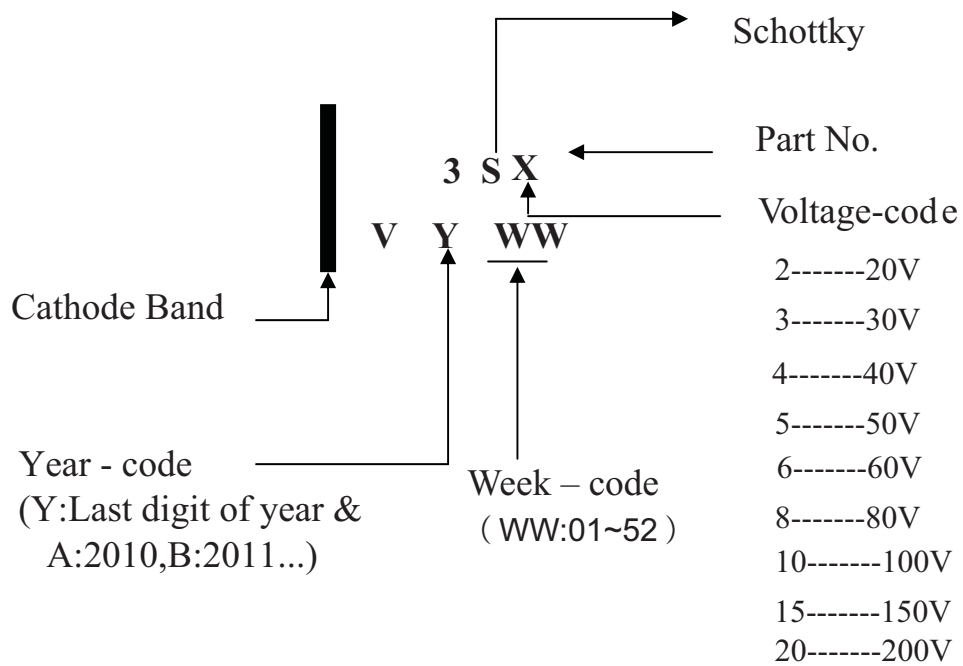 Schottky
Part No.
3 S X
Voltage-code
V Y WW
2-------20V
Cathode Band
3-------30V
4-------40V
5-------50V
Year - code
Week – code
6-------60V
(Y:Last digit of year &
（WW:01~52）
8-------80V
A:2010,B:2011...)
10-------100V
15-------150V
20-------200V